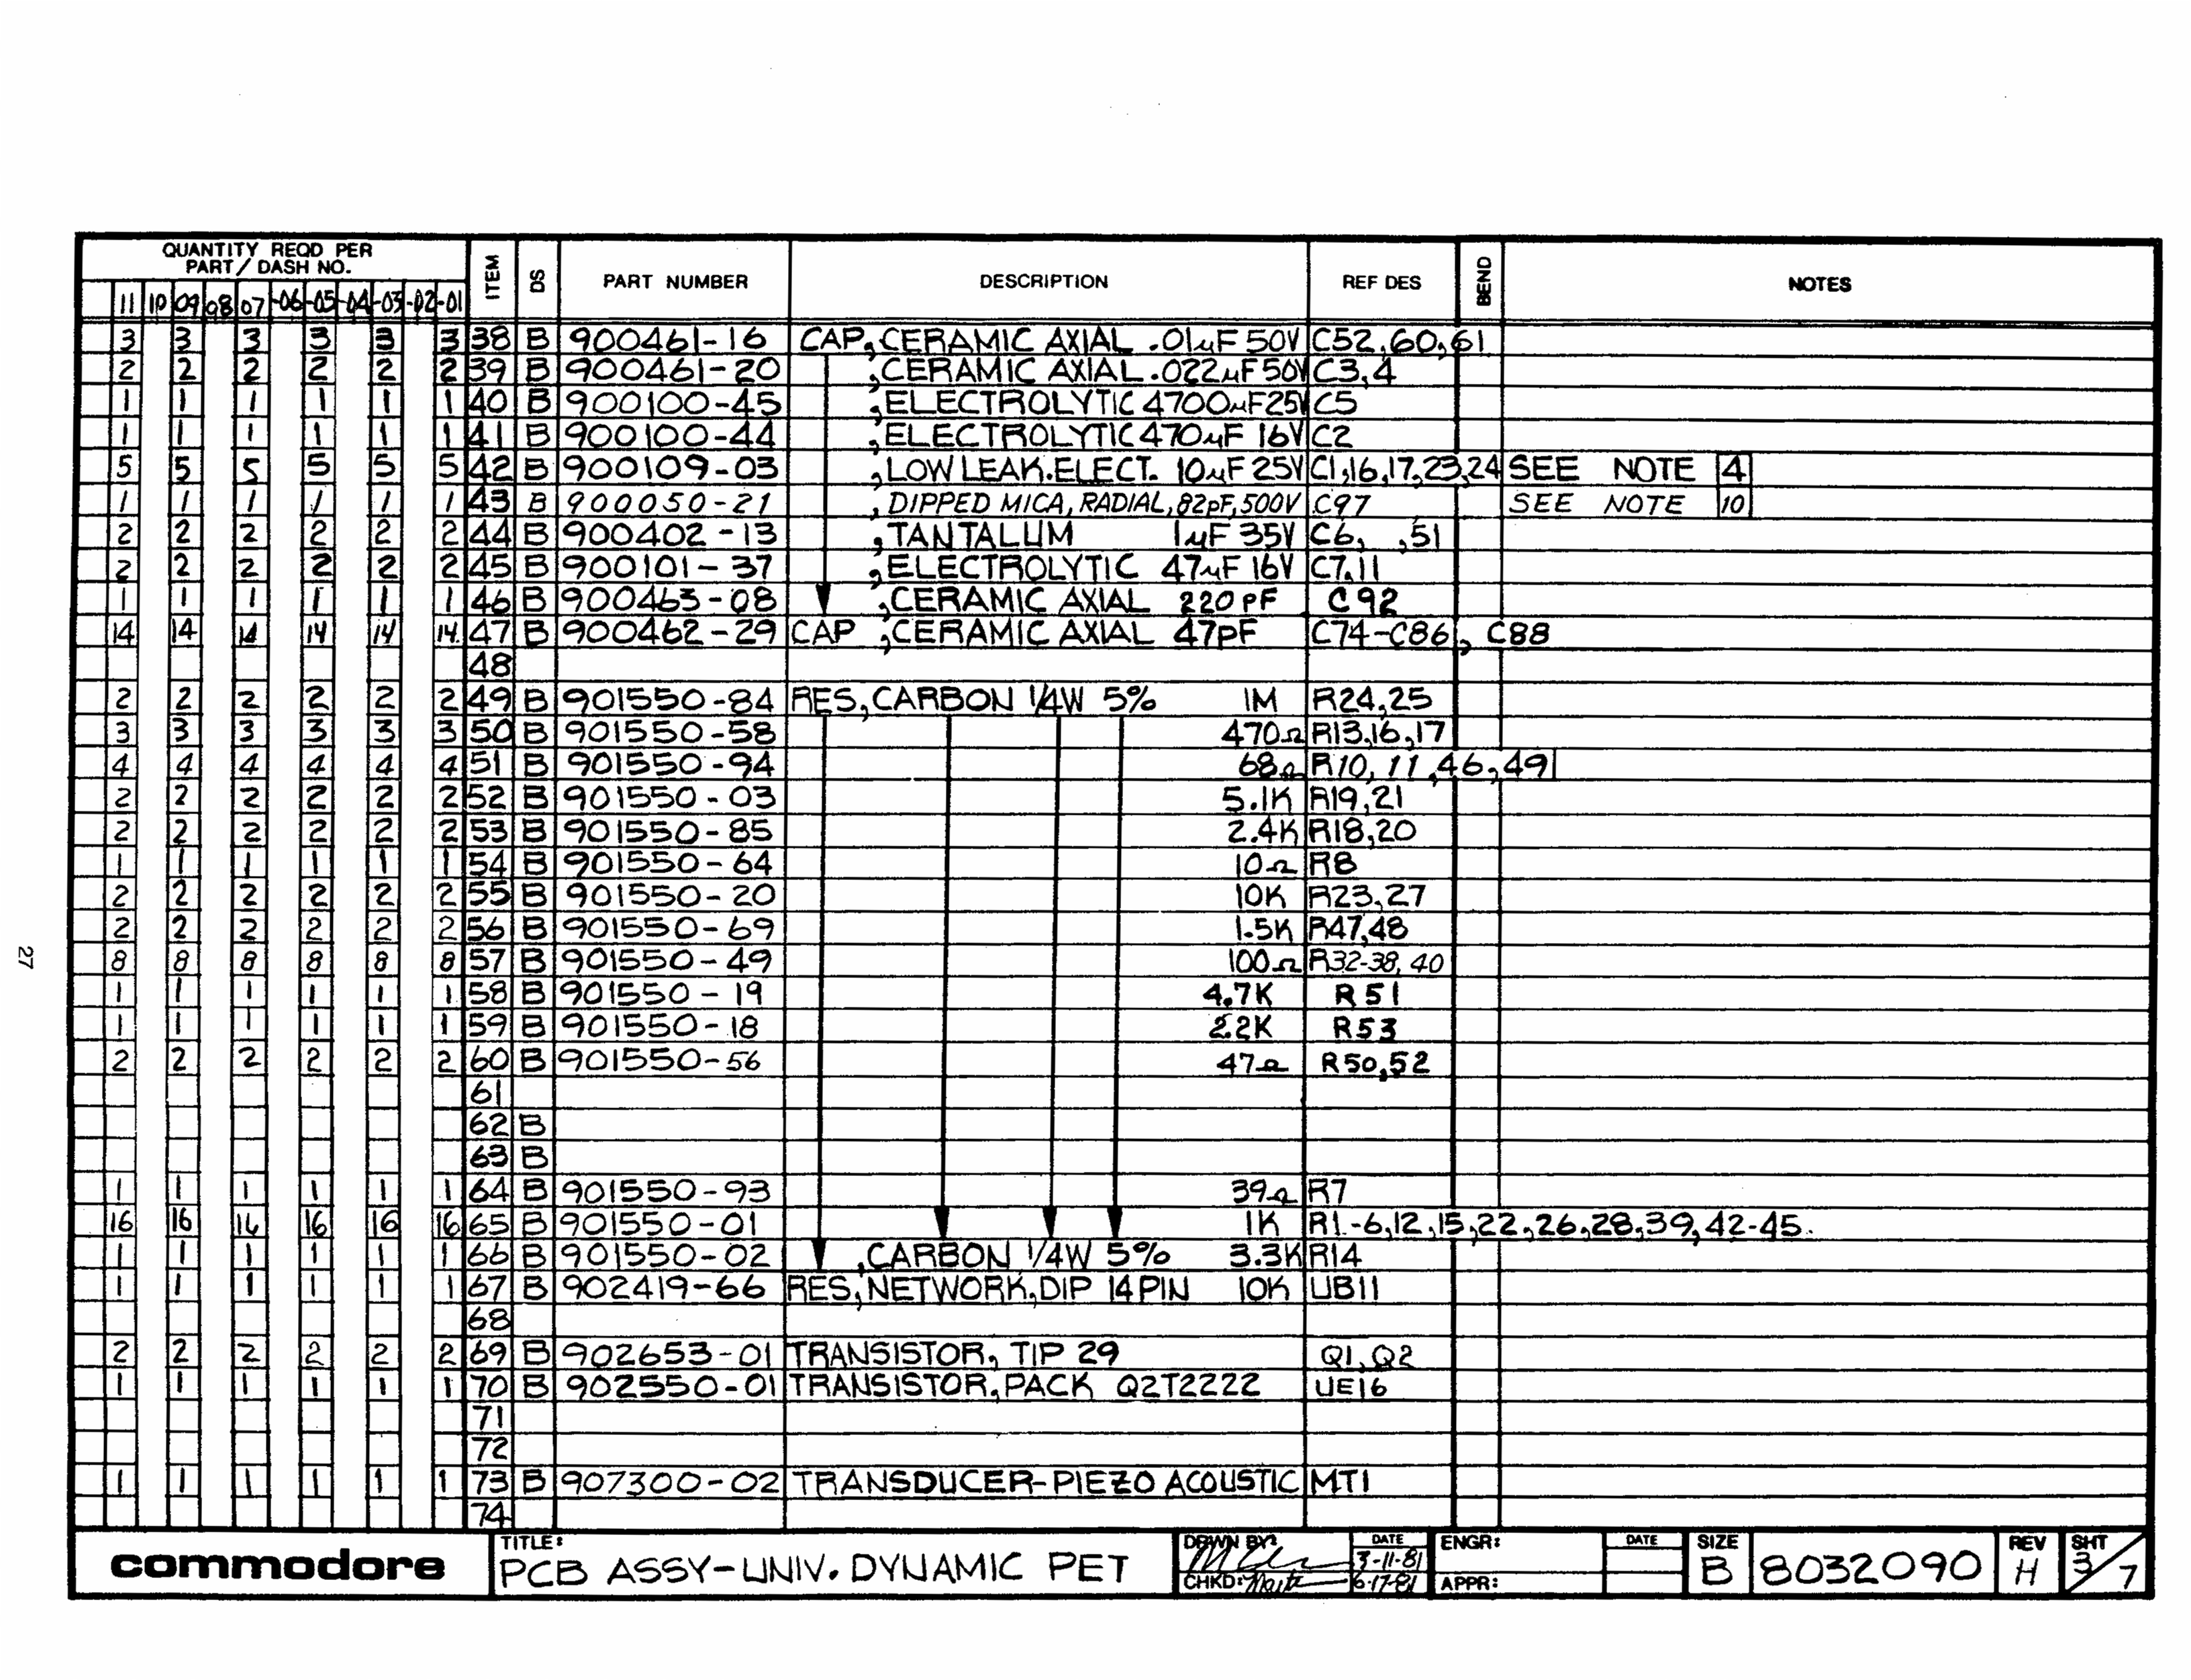 QUANTITY REQD PER
PART/ DASH NO.
11 10 09 08 07 -06 -05 -04 -03 -02 -01 ITEM DS PART NUMBER DESCRIPTION REF DES BEND NOTES
3 3 3 3 3 3 38 B 900461-16 CAP, CERAMIC AXIAL .01µF 50V C52,60,61
2 2 2 2 2 2 39 B 900461-20 ,CERAMIC AXIAL .022µF 50V C3,4
1 1 1 1 1 1 40 B 900100-45 ,ELECTROLYTIC 4700µF 25V C5
1 1 1 1 1 1 41 B 900100-44 ,ELECTROLYTIC 470µF 16V C2
5 5 5 5 5 5 42 B 900109-03 ,LOW LEAK.ELECT. 10µF 25V C1,16,17,23,24 SEE NOTE 4
1 1 1 1 1 1 43 B 900050-21 , DIPPED MICA, RADIAL, 82pF, 500V C97 SEE NOTE 10
2 2 2 2 2 2 44 B 900402-13 ,TANTALUM 1µF 35V C6, ,51
2 2 2 2 2 2 45 B 900101-37 ,ELECTROLYTIC 47µF 16V C7,11
1 1 1 1 1 1 46 B 900463-08 ,CERAMIC AXIAL 220PF C92
14 14 14 14 14 14. 47 B 900462-29 CAP ,CERAMIC AXIAL 47PF C74-C86, C88
48
2 2 2 2 2 2 49 B 901550-84 RES, CARBON 1/4W 5% 1M R24,25
3 3 3 3 3 3 50 B 901550-58 470Ω R13,16,17
4 4 4 4 4 4 51 B 901550-94 68Ω R10, 11,46,49
2 2 2 2 2 2 52 B 901550-03 5.1K R19,21
2 2 2 2 2 2 53 B 901550-85 2.4K R18,20
1 1 1 1 1 1 54 B 901550-64 10Ω R8
2 2 2 2 2 2 55 B 901550-20 10K R23,27
2 2 2 2 2 2 56 B 901550-69 1.5K R47,48
8 8 8 8 8 8 57 B 901550-49 100Ω R32-38, 40
1 1 1 1 1 1 58 B 901550-19 4.7K R51
1 1 1 1 1 1 59 B 901550-18 2.2K R53
2 2 2 2 2 2 60 B 901550-56 47Ω R50,52
61
62 B
63 B
1 1 1 1 1 1 64 B 901550-93 39Ω R7
16 16 16 16 16 16 65 B 901550-01 1K R1-6,12,15,22,26,28,39,42-45.
1 1 1 1 1 1 66 B 901550-02 ,CARBON 1/4W 5% 3.3K R14
1 1 1 1 1 1 67 B 902419-66 RES, NETWORK, DIP 14 PIN 10K UB11
68
2 2 2 2 2 2 69 B 902653-01 TRANSISTOR, TIP 29 Q1, Q2
1 1 1 1 1 1 70 B 902550-01 TRANSISTOR, PACK Q2T2222 UE16
71
72
1 1 1 1 1 1 73 B 907300-02 TRANSDUCER-PIEZO ACOUSTIC MT1
74
27
commodore
TITLE:
PCB ASSY-UNIV. DYNAMIC PET
DRWN BY: DATE 3-11-81
CHKD: 6-17-81
ENGR: DATE
APPR:
SIZE B 8032090
REV H
SHT 3/7